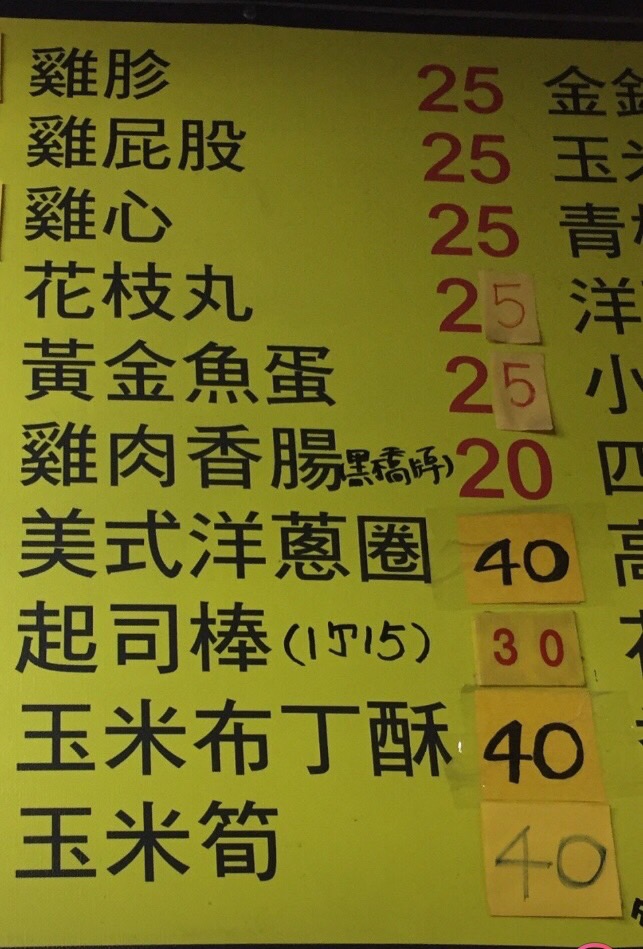 雞胗 25 金
雞屁股 25 玉米
雞心 25 青
花枝丸 25 洋
黃金魚蛋 25 小
雞肉香腸(黑橋牌) 20 四
美式洋蔥圈 40 高
起司棒(1個15) 30
玉米布丁酥 40
玉米筍 40